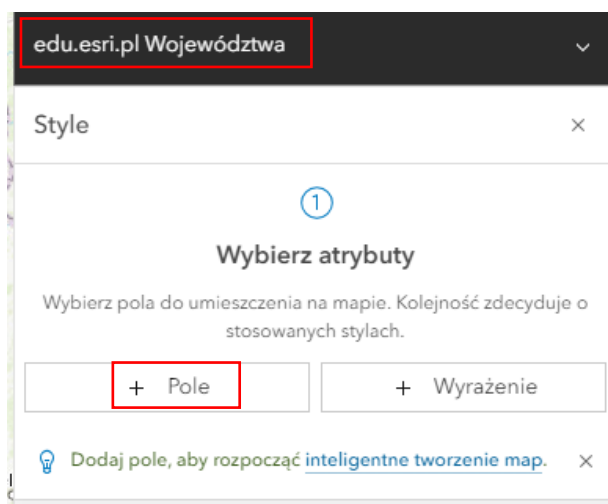 edu.esri.pl Województwa
Style
1
Wybierz atrybuty
Wybierz pola do umieszczenia na mapie. Kolejność zdecyduje o
stosowanych stylach.
+ Pole
+ Wyrażenie
Dodaj pole, aby rozpocząć inteligentne tworzenie map.